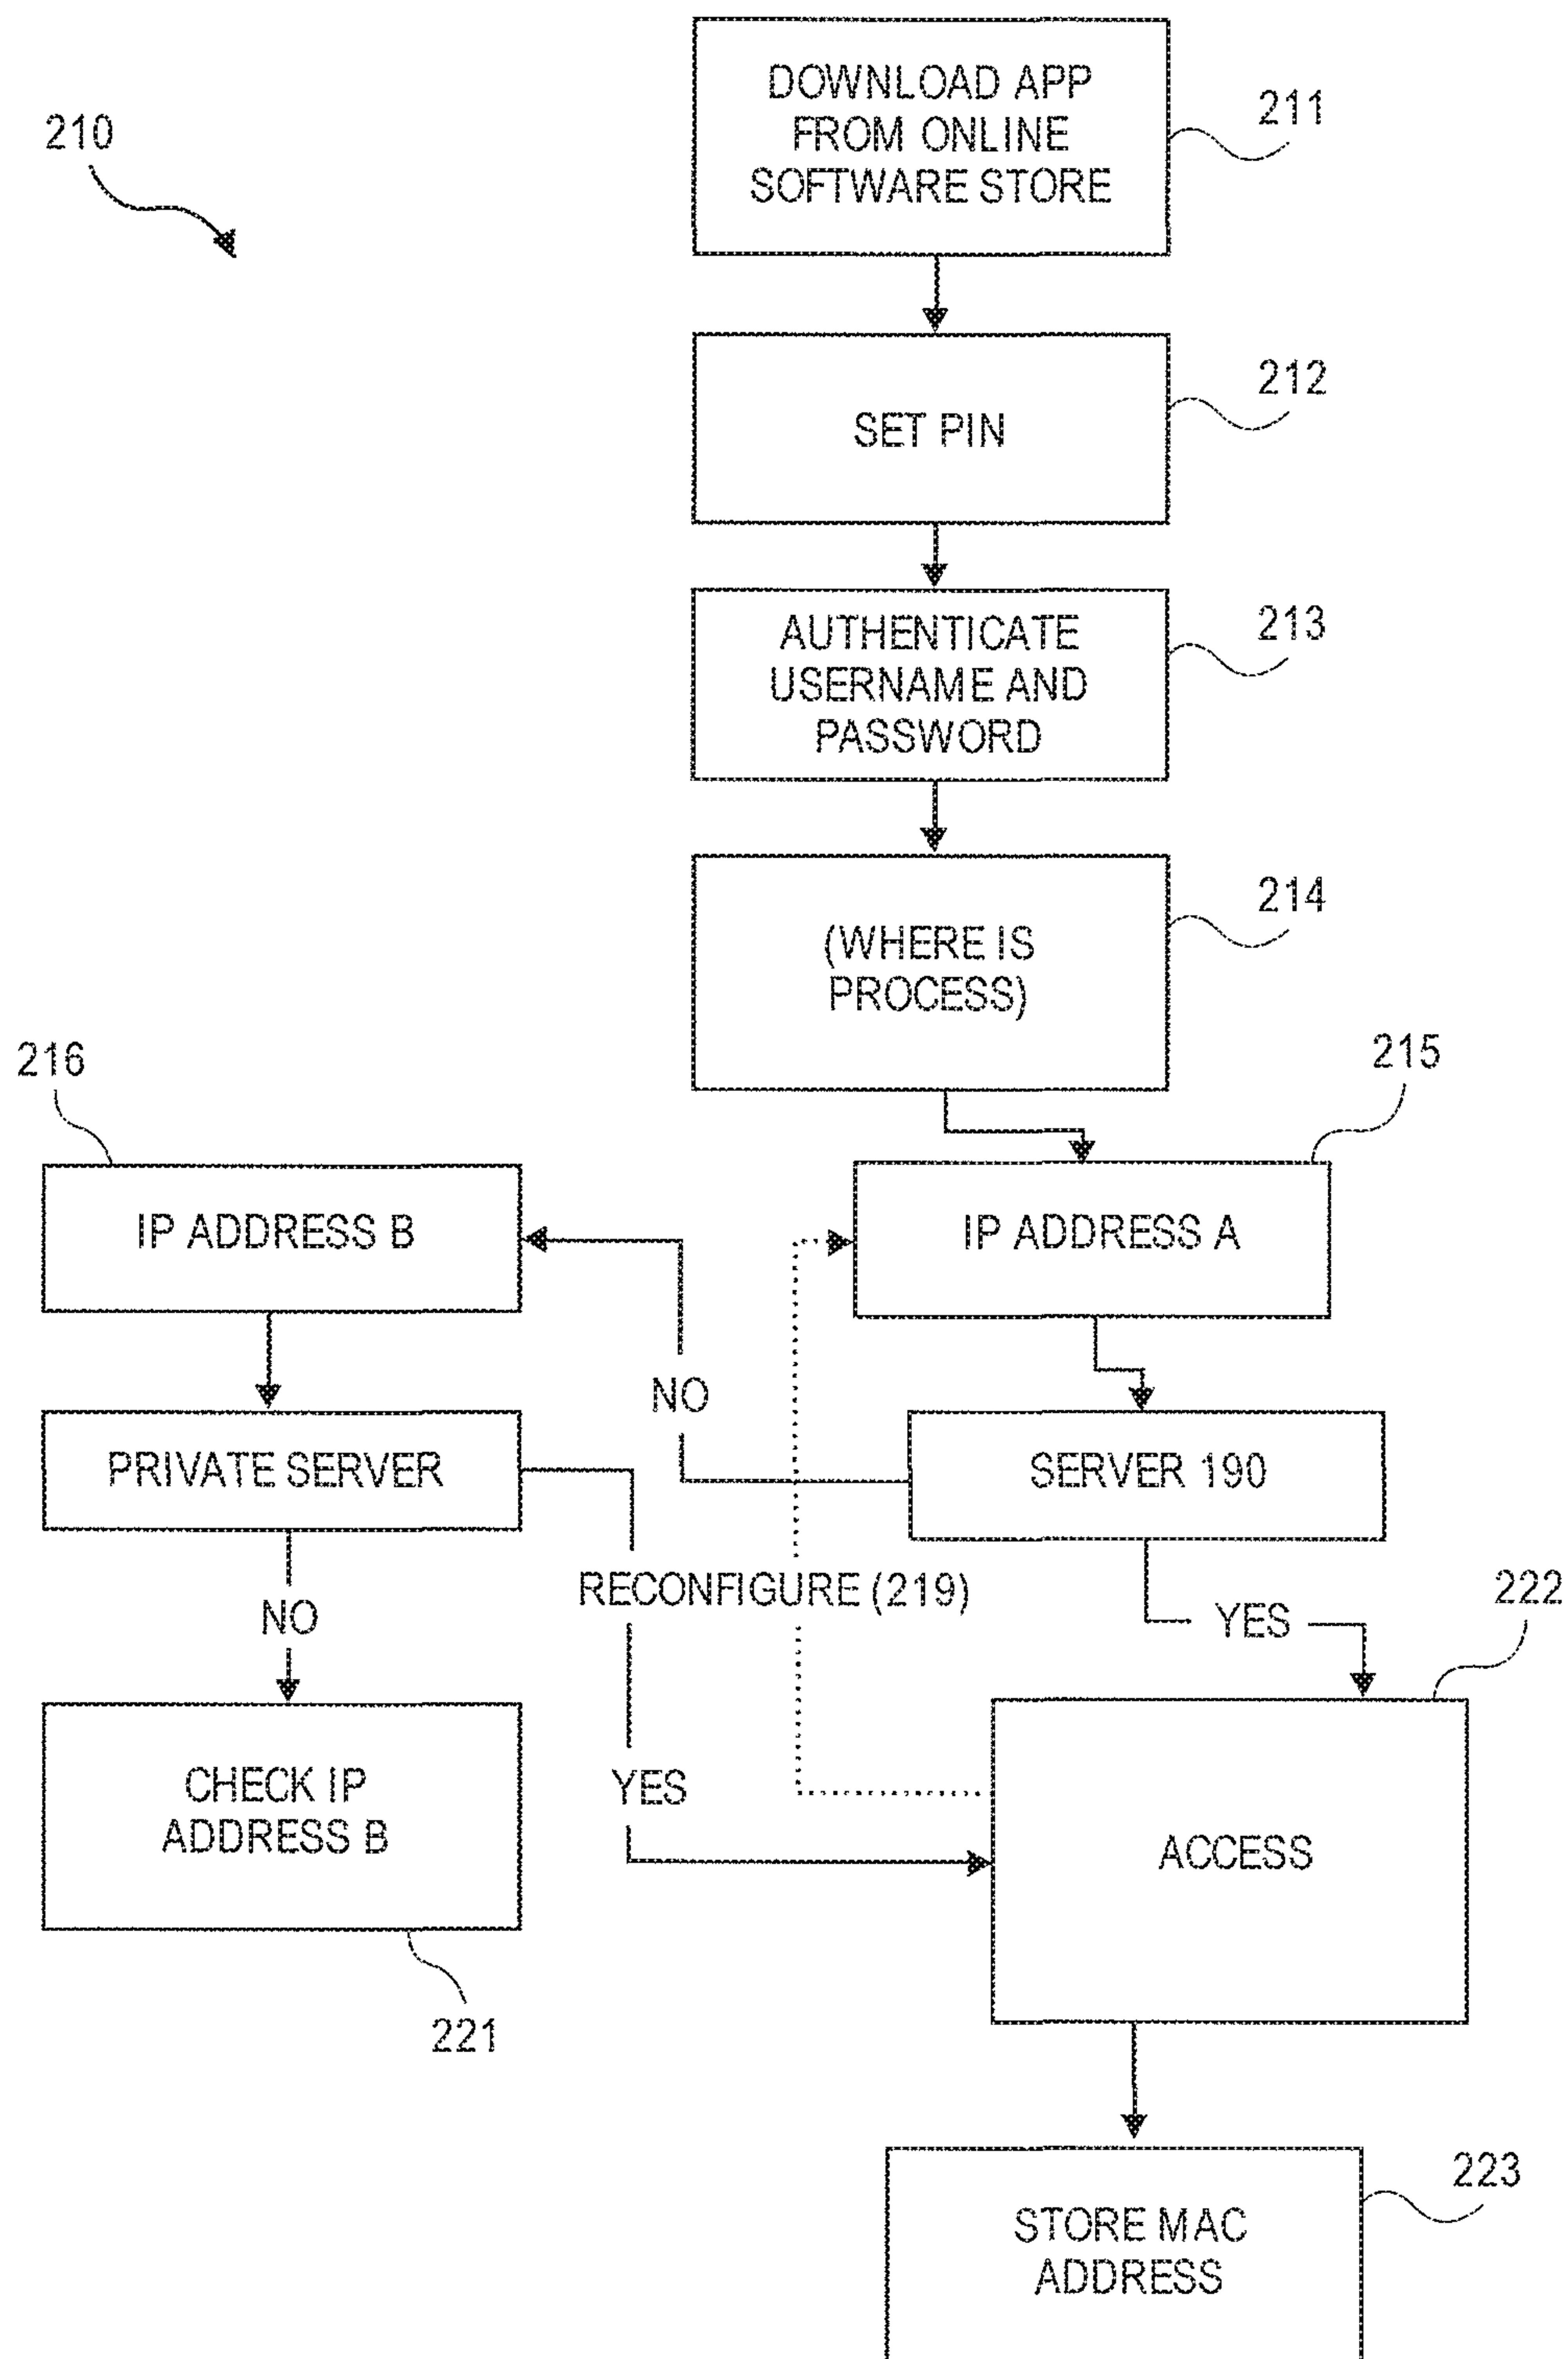 210
DOWNLOAD APP
FROM ONLINE
SOFTWARE STORE
211
SET PIN
212
AUTHENTICATE
USERNAME AND
PASSWORD
213
(WHERE IS
PROCESS)
214
216
215
IP ADDRESS B
IP ADDRESS A
NO
PRIVATE SERVER
SERVER 190
RECONFIGURE (219)
NO
YES
222
CHECK IP
ADDRESS B
YES
ACCESS
221
STORE MAC
ADDRESS
223